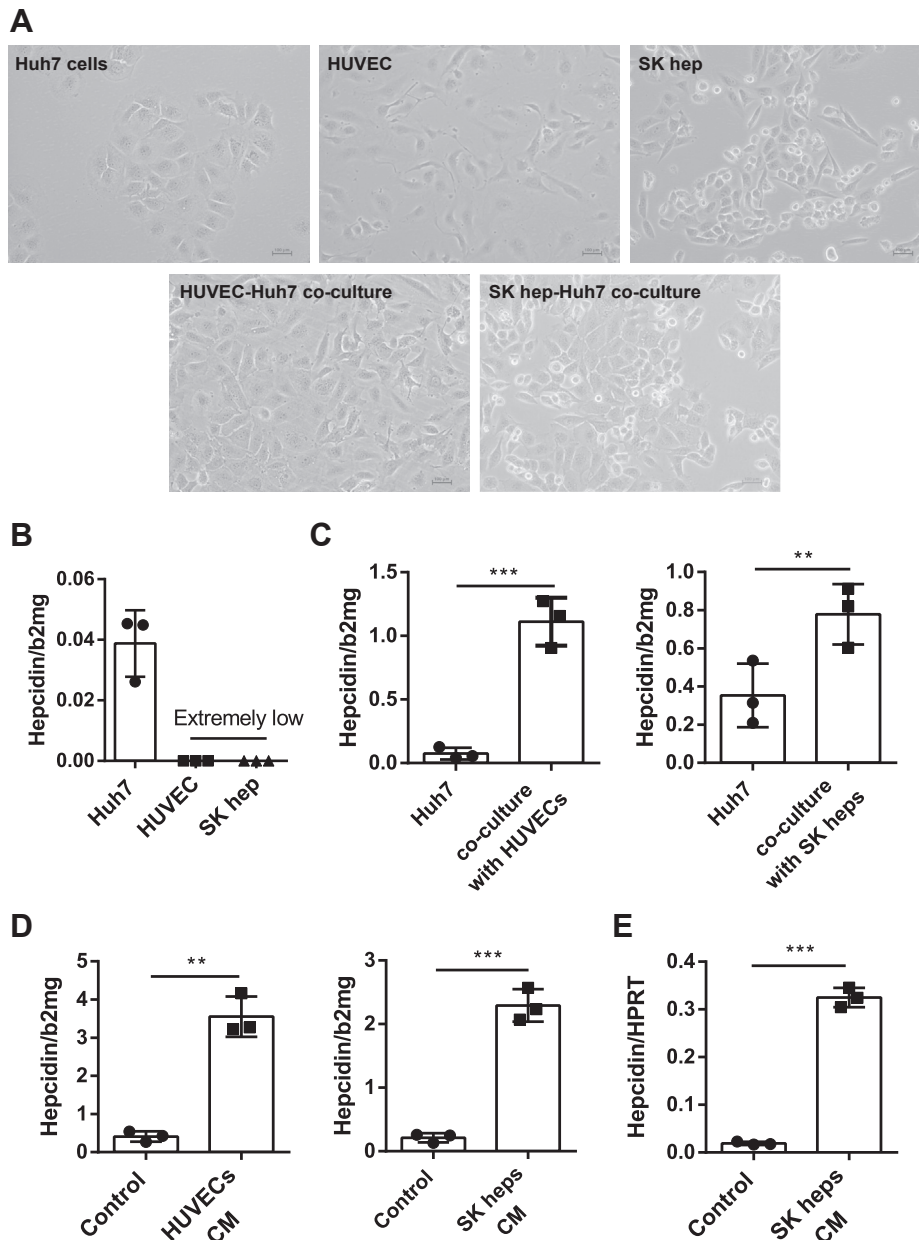 A
Huh7 cells
HUVEC
SK hep
HUVEC-Huh7 co-culture
SK hep-Huh7 co-culture
B
Hepcidin/b2mg
0.06
0.04
0.02
0.00
Extremely low
Huh7
HUVEC
SK hep
C
Hepcidin/b2mg
1.5
1.0
0.5
0.0
***
Huh7
co-culture
with HUVECs
Hepcidin/b2mg
1.0
0.8
0.6
0.4
0.2
0.0
**
Huh7
co-culture
with SK heps
D
Hepcidin/b2mg
5
4
3
2
1
0
**
Control
HUVECs
CM
Hepcidin/b2mg
3
2
1
0
***
Control
SK heps
CM
E
Hepcidin/HPRT
0.4
0.3
0.2
0.1
0.0
***
Control
SK heps
CM